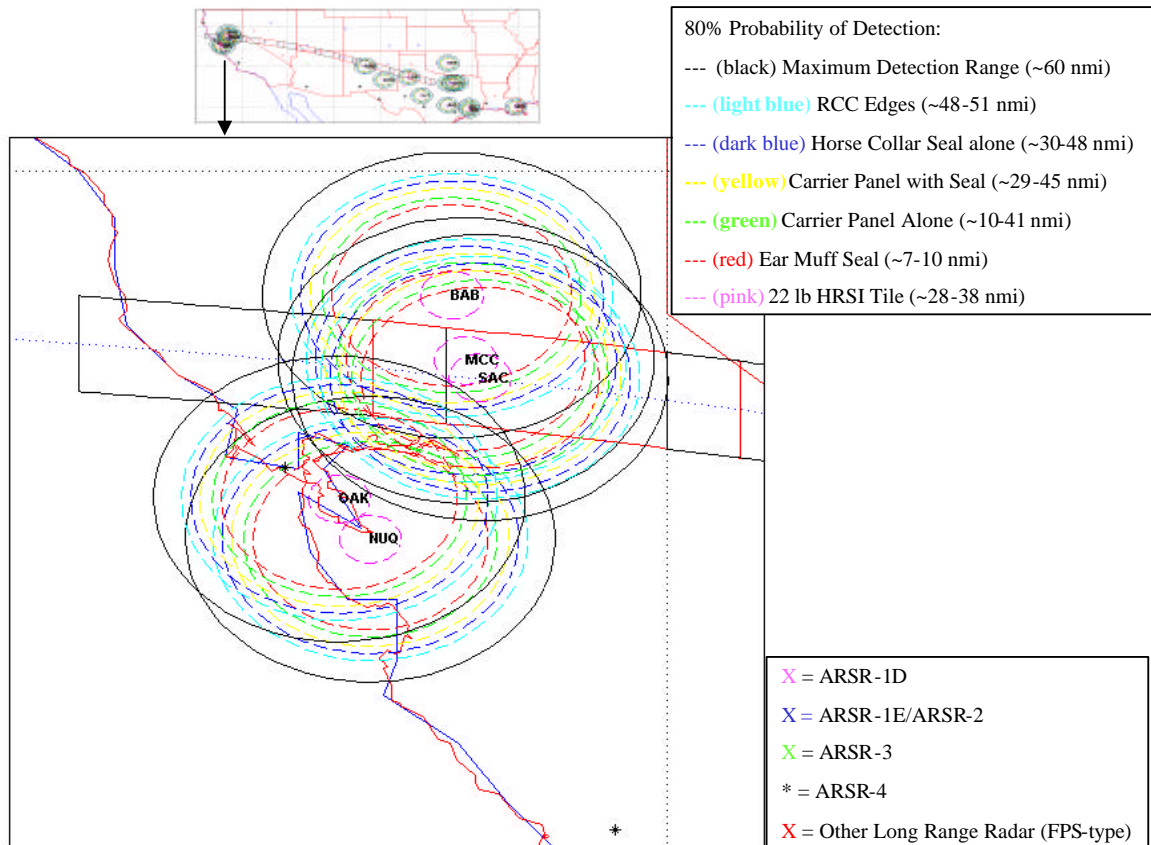 80% Probability of Detection:
--- (black) Maximum Detection Range (~60 nmi)
--- (light blue) RCC Edges (~48-51 nmi)
--- (dark blue) Horse Collar Seal alone (~30-48 nmi)
--- (yellow) Carrier Panel with Seal (~29-45 nmi)
--- (green) Carrier Panel Alone (~10-41 nmi)
--- (red) Ear Muff Seal (~7-10 nmi)
--- (pink) 22 lb HRSI Tile (~28-38 nmi)
BAB
MCC
SAC
OAK
NUQ
X = ARSR-1D
X = ARSR-1E/ARSR-2
X = ARSR-3
* = ARSR-4
X = Other Long Range Radar (FPS-type)